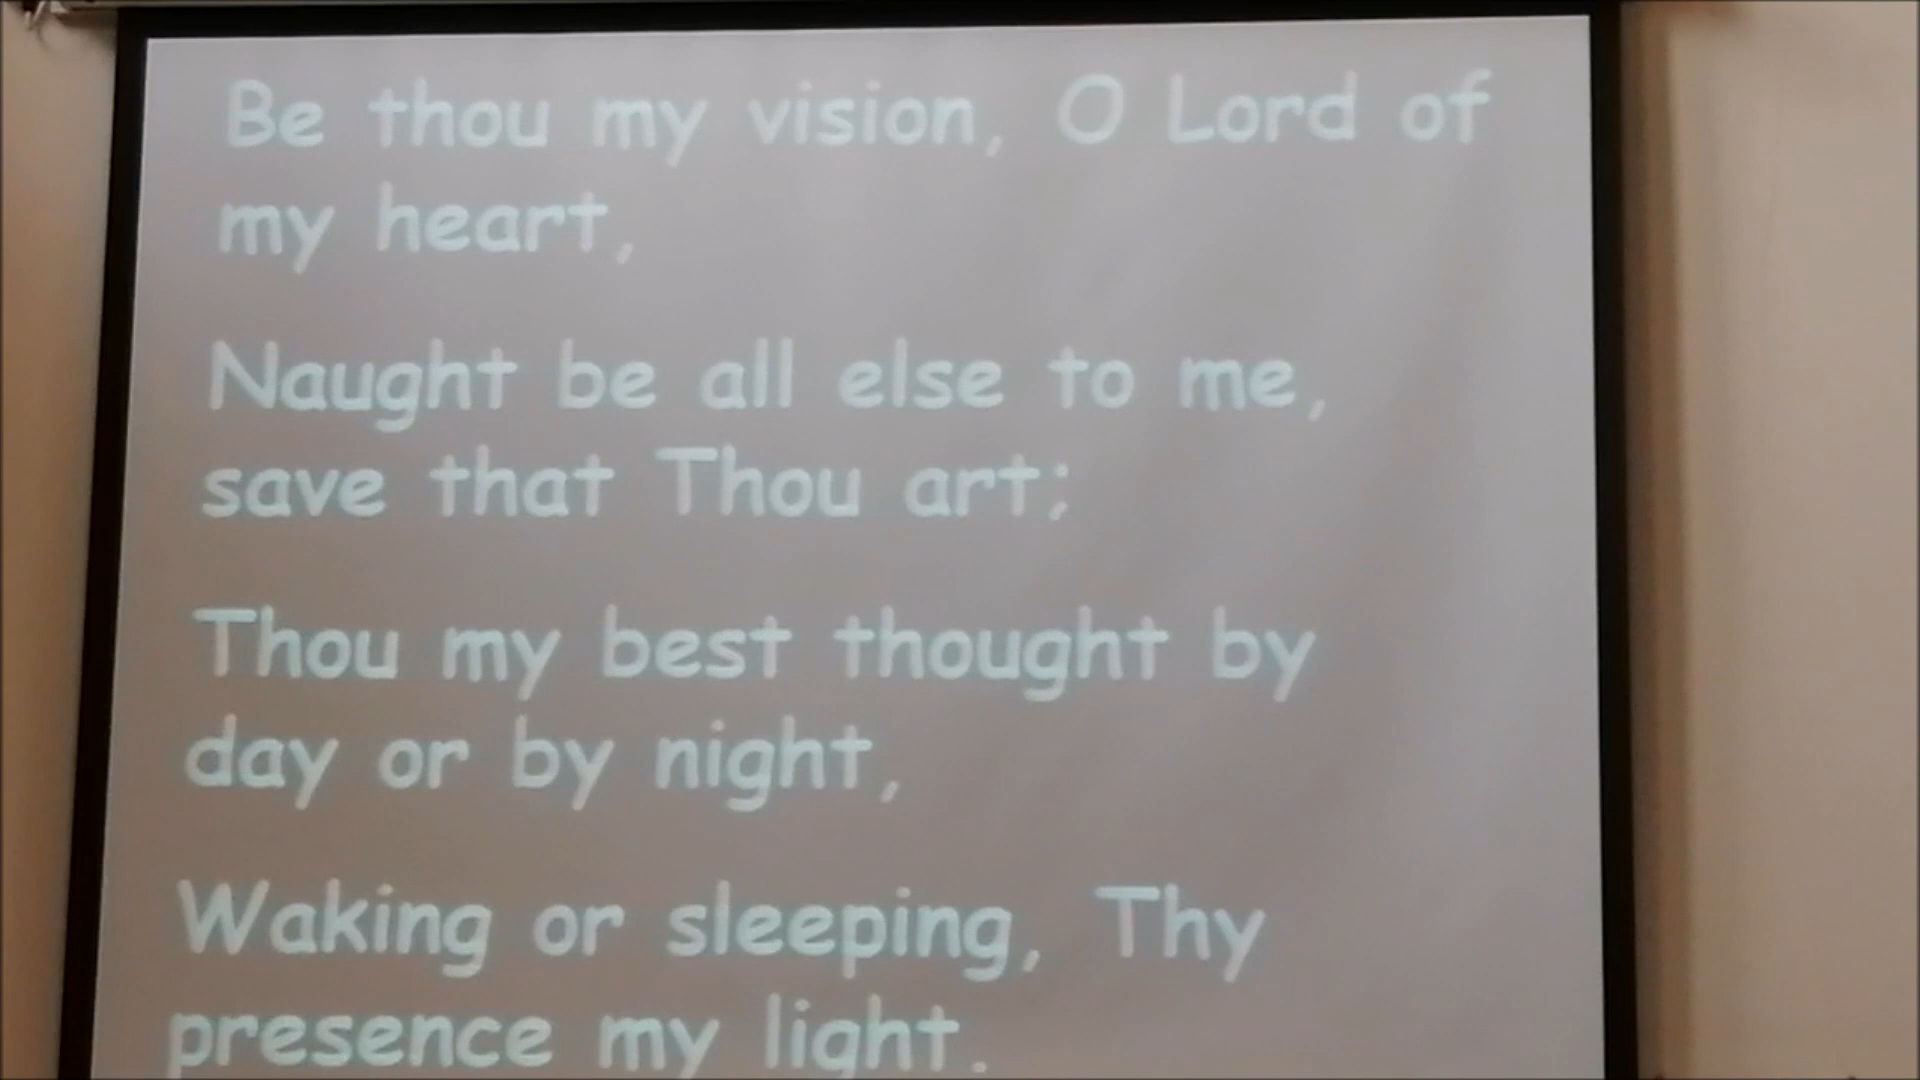 Be thou my vision, O Lord of
my heart,
Naught be all else to me,
save that Thou art;
Thou my best thought by
day or by night,
Waking or sleeping, Thy
presence my light.